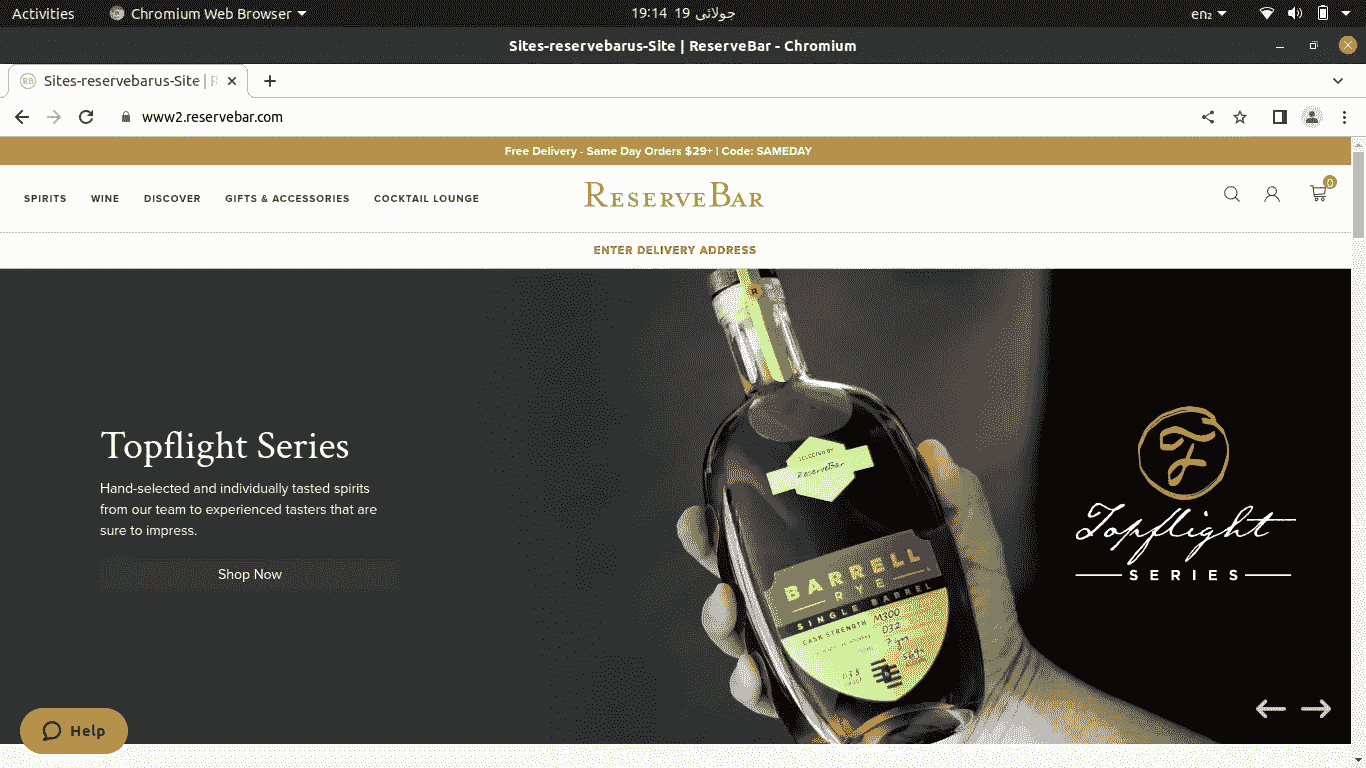 Activities
Chromium Web Browser
19:14 19 جولائی
en₂
Sites-reservebarus-Site | ReserveBar - Chromium
Sites-reservebarus-Site |
www2.reservebar.com
Free Delivery - Same Day Orders $29+ | Code: SAMEDAY
SPIRITS
WINE
DISCOVER
GIFTS & ACCESSORIES
COCKTAIL LOUNGE
RESERVEBAR
0
ENTER DELIVERY ADDRESS
Topflight Series
Hand-selected and individually tasted spirits
from our team to experienced tasters that are
sure to impress.
Shop Now
SELECTED BY
ReserveBar
BARRELL
RYE
SINGLE BARREL
CASK STRENGTH M300
Topflight
SERIES
Help